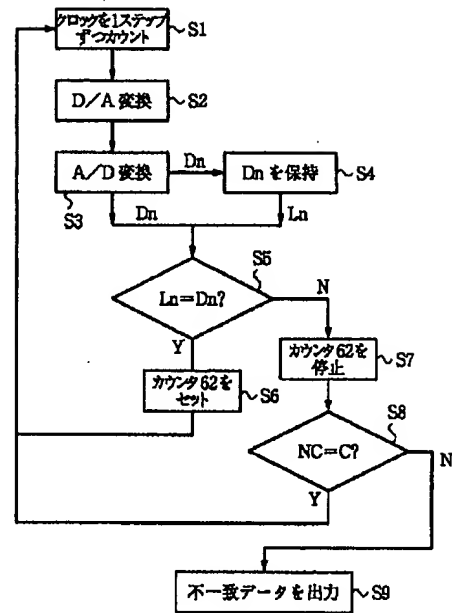 クロックを1ステップ
ずつカウント
S1
D/A 変換
S2
A/D 変換
Dn
Dn を保持
S4
S3
Dn
Ln
Ln=Dn?
S5
N
Y
カウンタ62を
セット
S6
カウンタ62を
停止
S7
NC=C?
S8
N
Y
不一致データを出力
S9